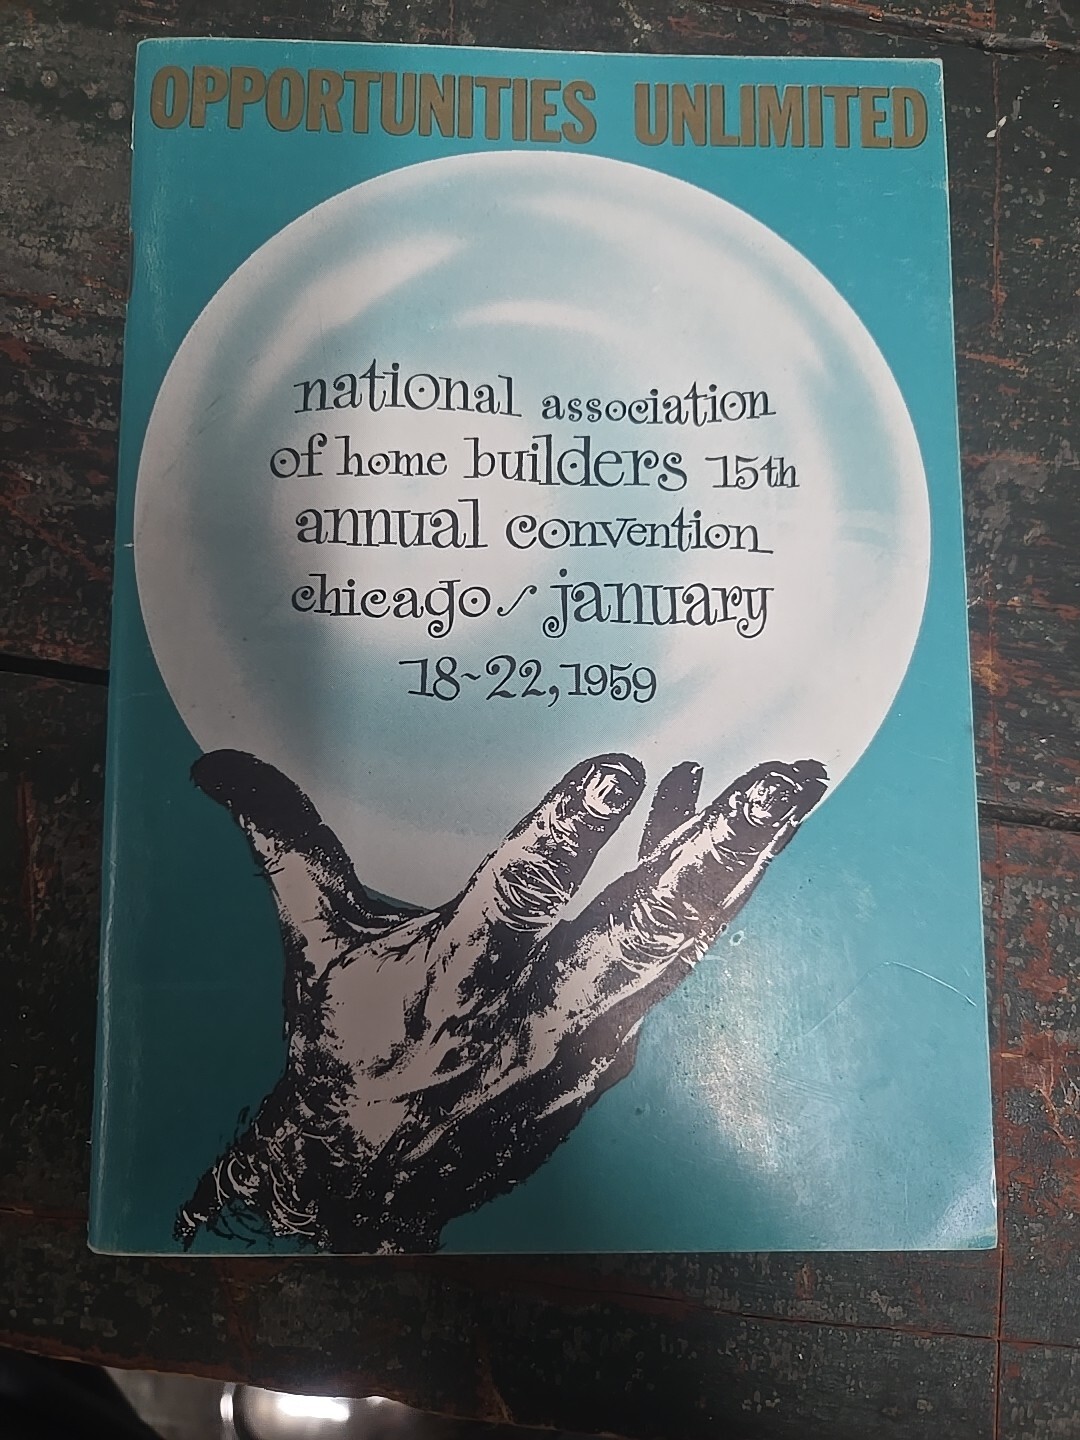 OPPORTUNITIES UNLIMITED
national association
of home builders 15th
annual convention
chicago / january
18~22, 1959